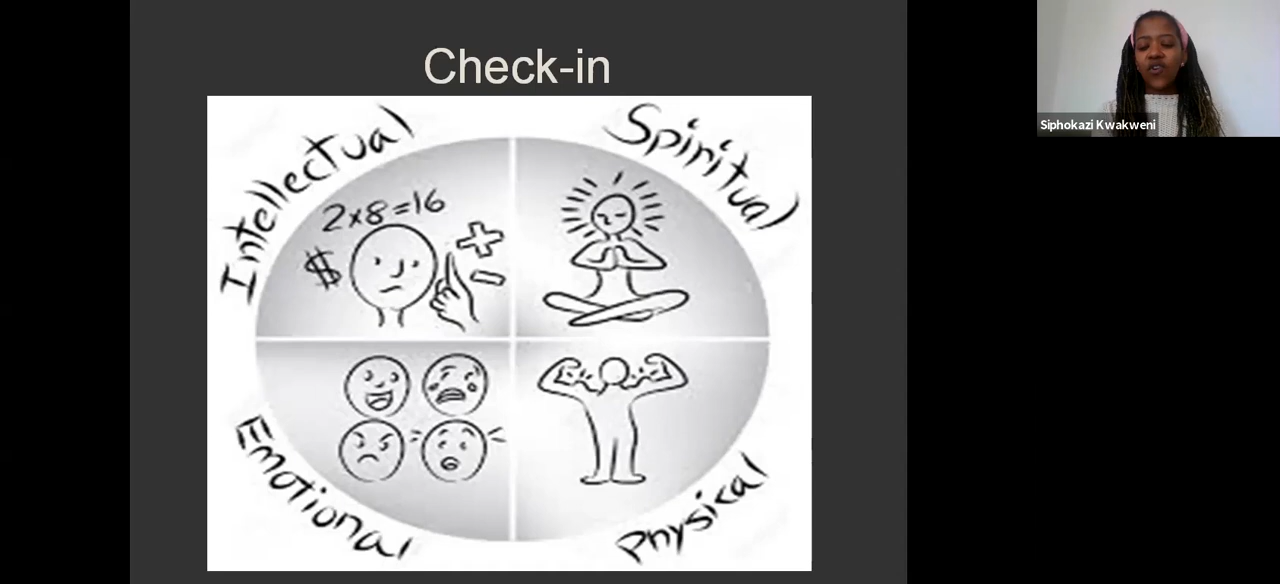 Check-in
Intellectual
Spiritual
2x8=16
$
+
-
Emotional
Physical
Siphokazi Kwakweni